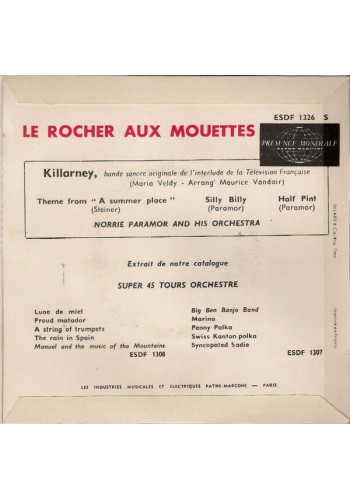 ESDF 1326 S
LE ROCHER AUX MOUETTES
PRÉSENCE MONDIALE
Killarney, bande sonore originale de l'interlude de la Télévision Française
(Maria Veldy - Arrangt Maurice Vandair)
Theme from "A summer place" Silly Billy Half Pint
(Steiner) (Paramor) (Paramor)
NORRIE PARAMOR AND HIS ORCHESTRA
Extrait de notre catalogue
SUPER 45 TOURS ORCHESTRE
Lune de miel
Proud matador
A string of trumpets
The rain in Spain
Manuel and the music of the Mountains
ESDF 1308
Big Ben Banjo Band
Marina
Penny Polka
Swiss Kanton polka
Syncopated Sadie
ESDF 1307
LES INDUSTRIES MUSICALES ET ELECTRIQUES PATHE-MARCONI - PARIS